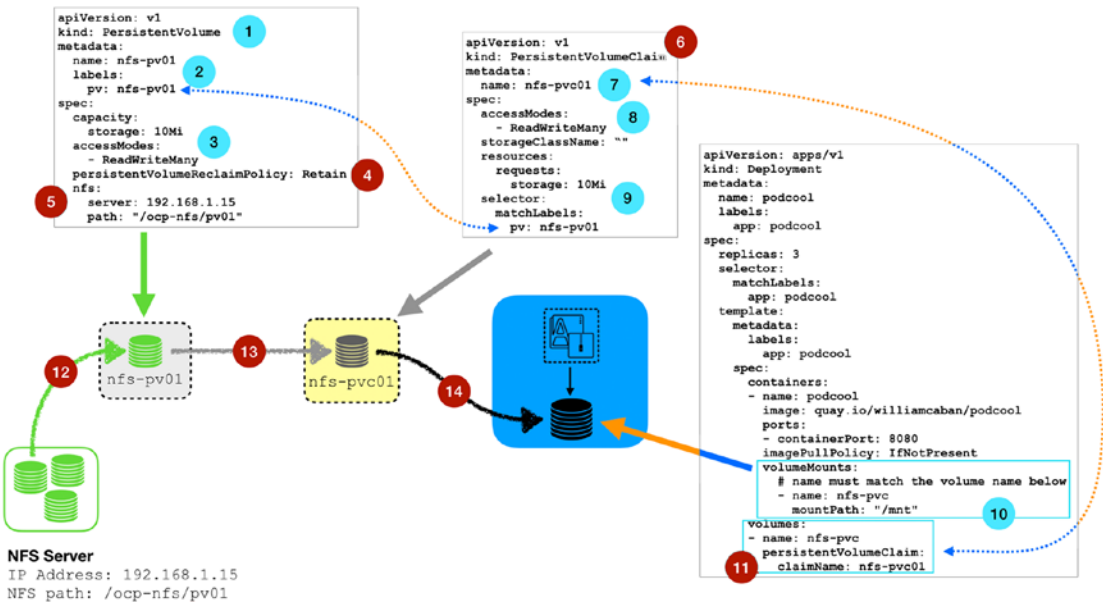 apiVersion: v1
kind: PersistentVolume
1
metadata:
name: nfs-pv01
labels:
2
pv: nfs-pv01
spec:
capacity:
storage: 10Mi
3
accessModes:
- ReadWriteMany
persistentVolumeReclaimPolicy: Retain
4
nfs:
5
server: 192.168.1.15
path: "/ocp-nfs/pv01"
apiVersion: v1
6
kind: PersistentVolumeClaim
metadata:
name: nfs-pvc01
7
spec:
accessModes:
8
- ReadWriteMany
storageClassName: ""
resources:
requests:
storage: 10Mi
9
selector:
matchLabels:
pv: nfs-pv01
apiVersion: apps/v1
kind: Deployment
metadata:
name: podcool
labels:
app: podcool
spec:
replicas: 3
selector:
matchLabels:
app: podcool
template:
metadata:
labels:
app: podcool
spec:
containers:
- name: podcool
image: quay.io/williamcaban/podcool
ports:
- containerPort: 8080
imagePullPolicy: IfNotPresent
volumeMounts:
# name must match the volume name below
- name: nfs-pvc
mountPath: "/mnt"
10
volumes:
- name: nfs-pvc
persistentVolumeClaim:
11
claimName: nfs-pvc01
12
nfs-pv01
13
nfs-pvc01
14
NFS Server
IP Address: 192.168.1.15
NFS path: /ocp-nfs/pv01